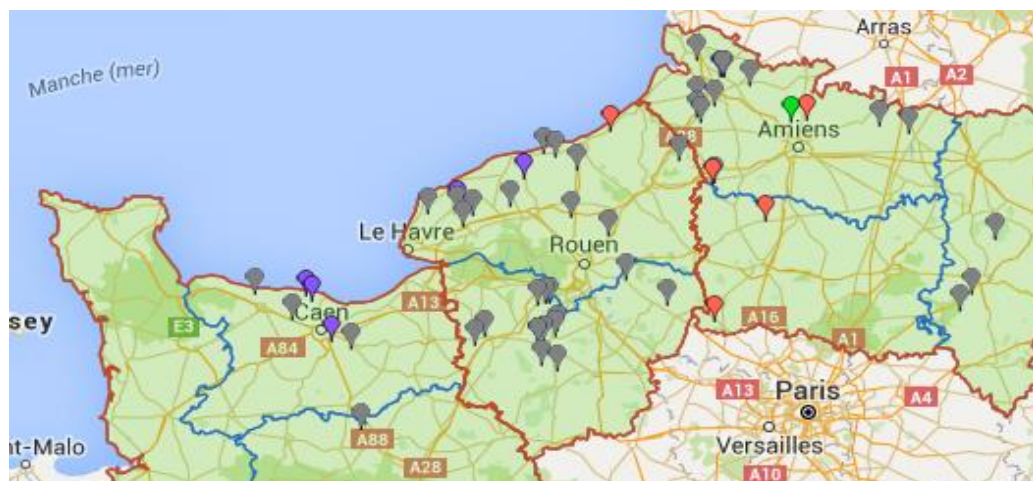 Arras
Manche (mer)
A1
A2
A28
Amiens
Le Havre
Rouen
A13
sey
E3
Caen
A16
A84
A1
A13
Paris
A4
Versailles
nt-Malo
A88
A28
A10